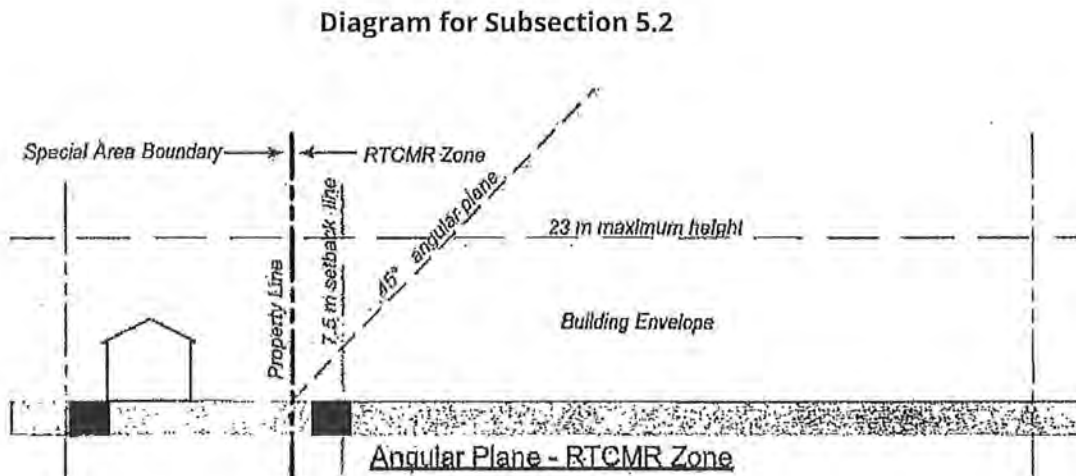 Diagram for Subsection 5.2
Special Area Boundary
RTCMR Zone
Property Line
7.5 m setback line
45° angular plane
23 m maximum height
Building Envelope
Angular Plane - RTCMR Zone